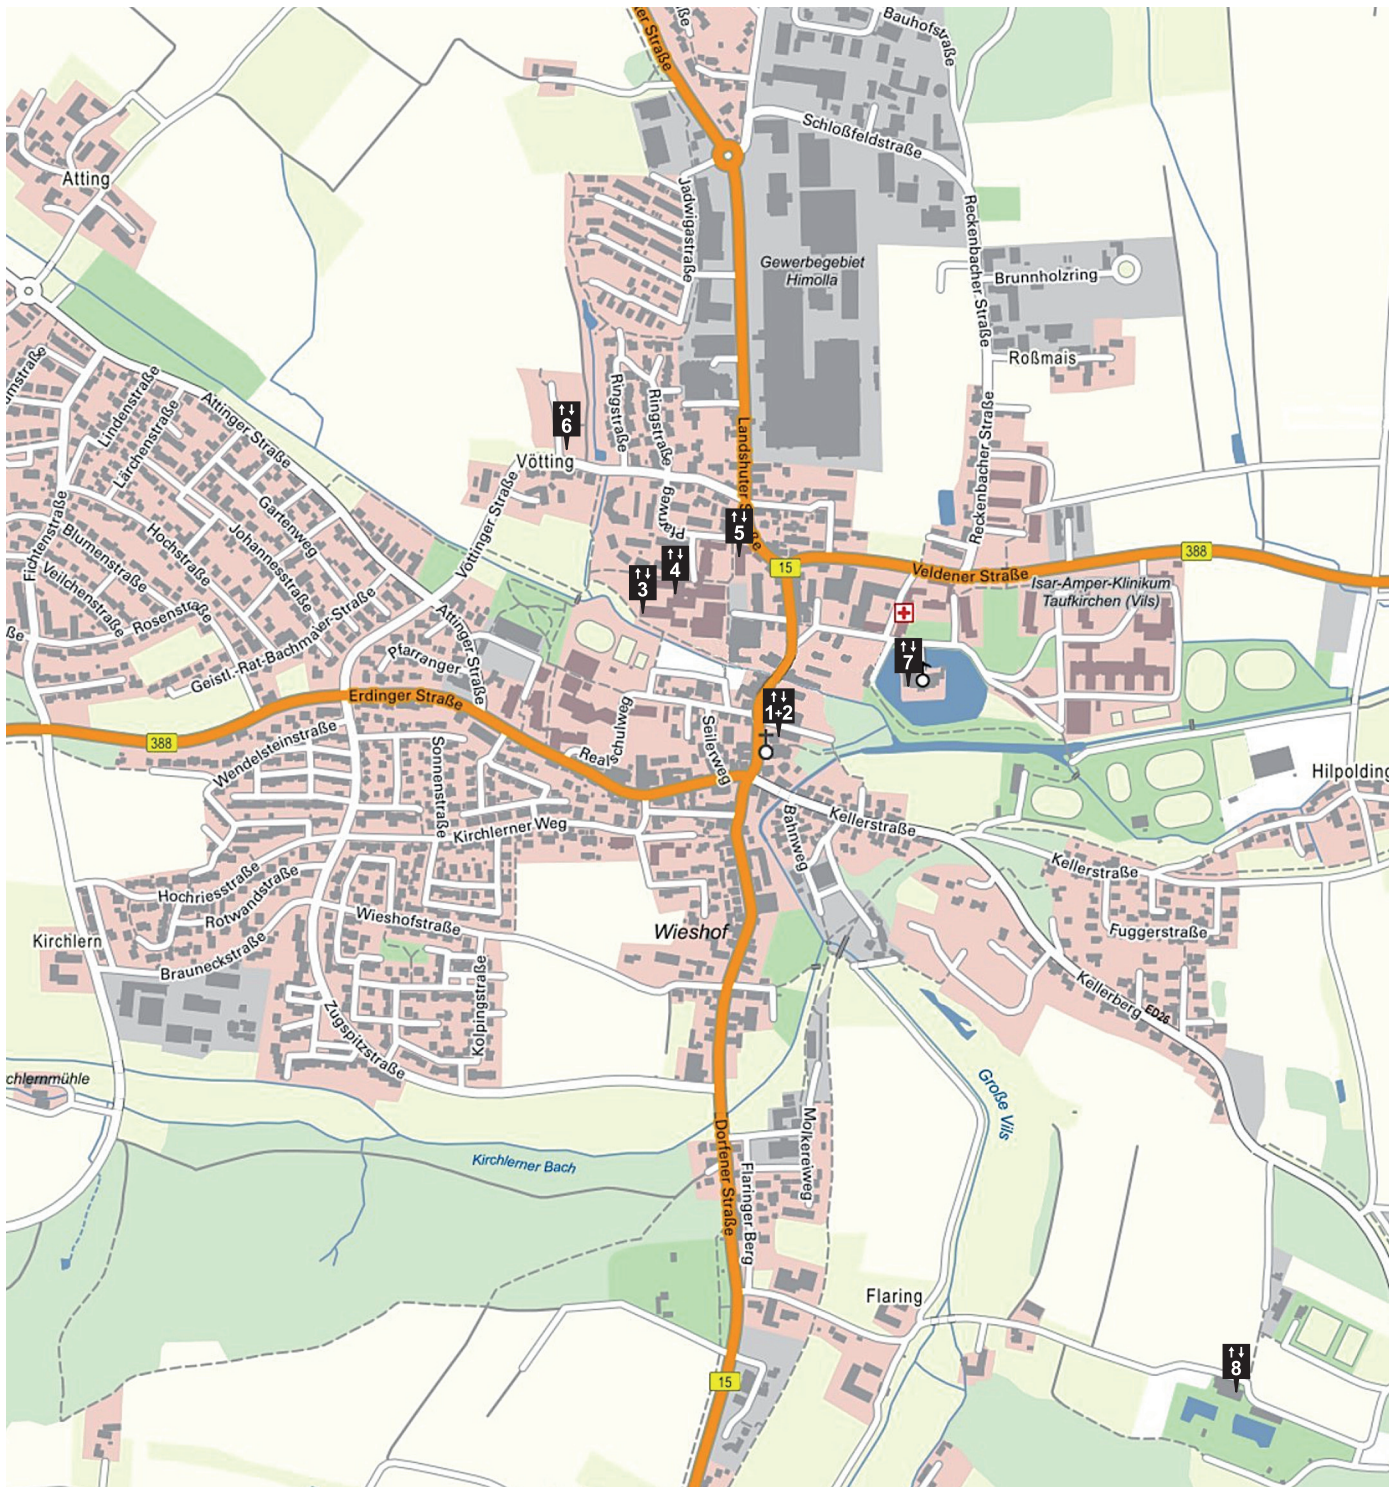 Bauhofstraße
Schloßfeldstraße
Atting
Jadwigastraße
Gewerbegebiet
Himolla
Reckenbacher Straße
Brunnholzring
Roßmais
Lindenstraße
Lärchenstraße
Attinger Straße
Ringstraße
Ringstraße
6
Landshuter
Vötting
Reckenbacher Straße
Vöttinger Straße
Pfarrweg
Gartenweg
Hochstraße
Johannesstraße
Fichtenstraße
Blumenstraße
Veilchenstraße
Rosenstraße
5
4
3
15
388
Veldener Straße
Isar-Amper-Klinikum
Taufkirchen (Vils)
Geistl.-Rat-Bachmaier-Straße
Attinger Straße
Pfarranger
7
Erdinger Straße
1+2
388
Wendelsteinstraße
Sonnenstraße
Realschulweg
Seilerweg
Hilpolding
Kirchlerner Weg
Bahnweg
Kellerstraße
Kellerstraße
Hochriesstraße
Rotwandstraße
Wieshofstraße
Wieshof
Fuggerstraße
Kirchlern
Brauneckstraße
Kolpingstraße
Zugspitzstraße
Kellerberg
ED26
chlernmühle
Große Vils
Kirchlerner Bach
Dorfener Straße
Molkereiweg
Flaringer Berg
Flaring
8
15